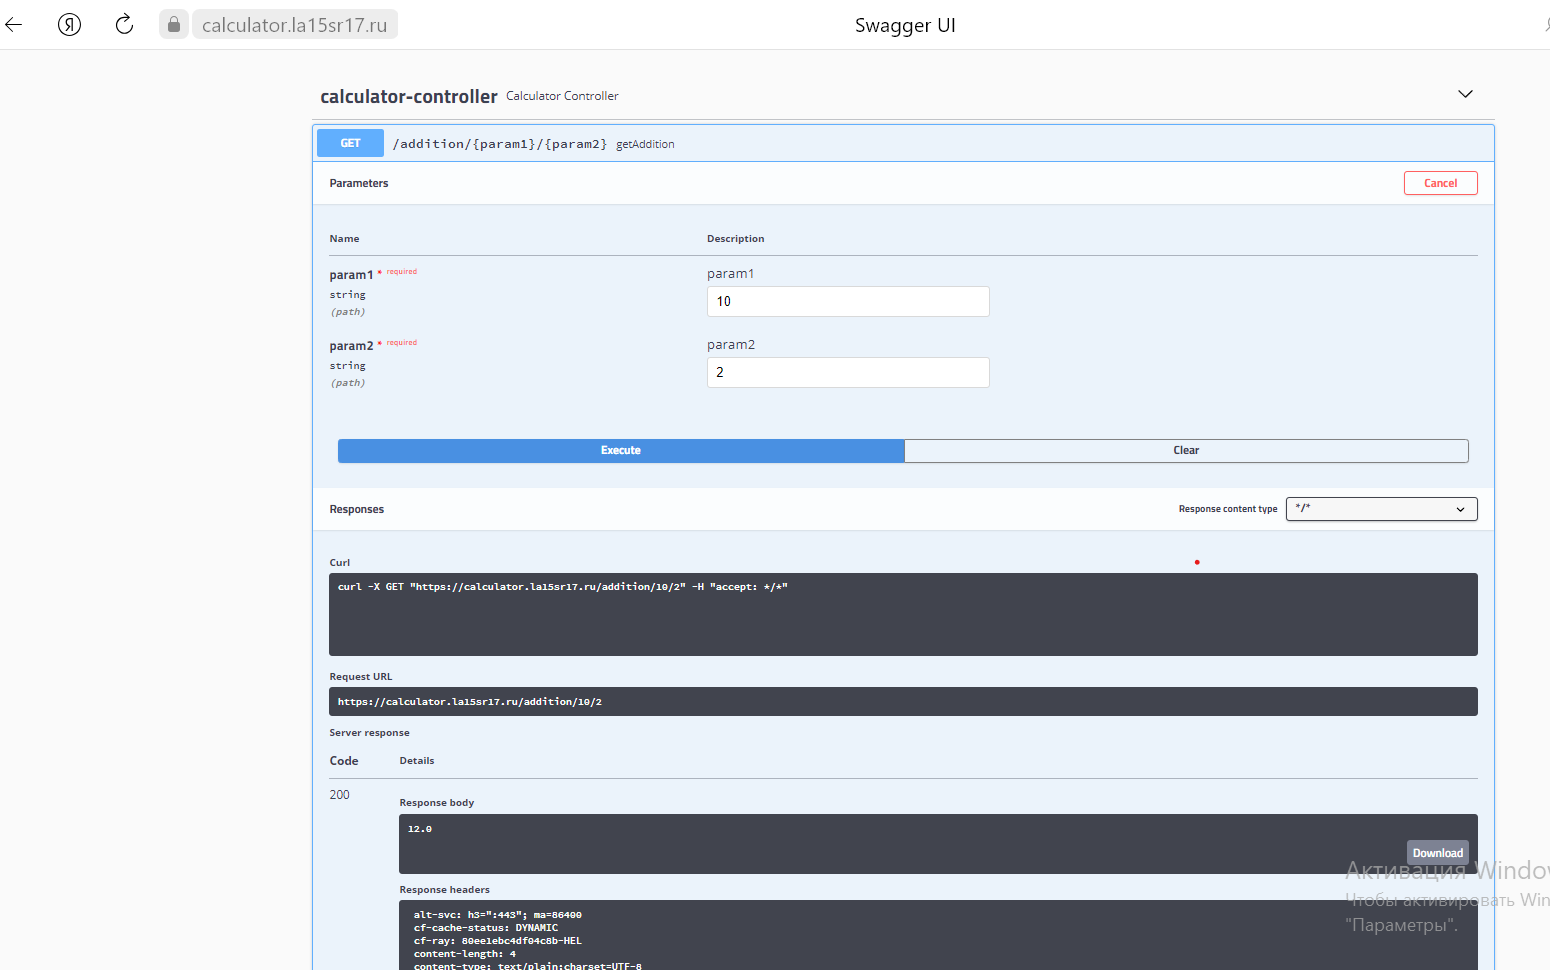 Я
calculator.la15sr17.ru
Swagger UI
calculator-controller Calculator Controller
GET /addition/{param1}/{param2} getAddition
Parameters
Cancel
Name Description
param1 * required
string
(path)
param1
10
param2 * required
string
(path)
param2
2
Execute Clear
Responses
Response content type */*
Curl
curl -X GET "https://calculator.la15sr17.ru/addition/10/2" -H "accept: */*"
Request URL
https://calculator.la15sr17.ru/addition/10/2
Server response
Code Details
200
Response body
12.0
Download
Активация Window
Чтобы активировать Win
"Параметры".
Response headers
alt-svc: h3=":443"; ma=86400
cf-cache-status: DYNAMIC
cf-ray: 80ee1ebc4df04c8b-HEL
content-length: 4
content-type: text/plain;charset=UTF-8